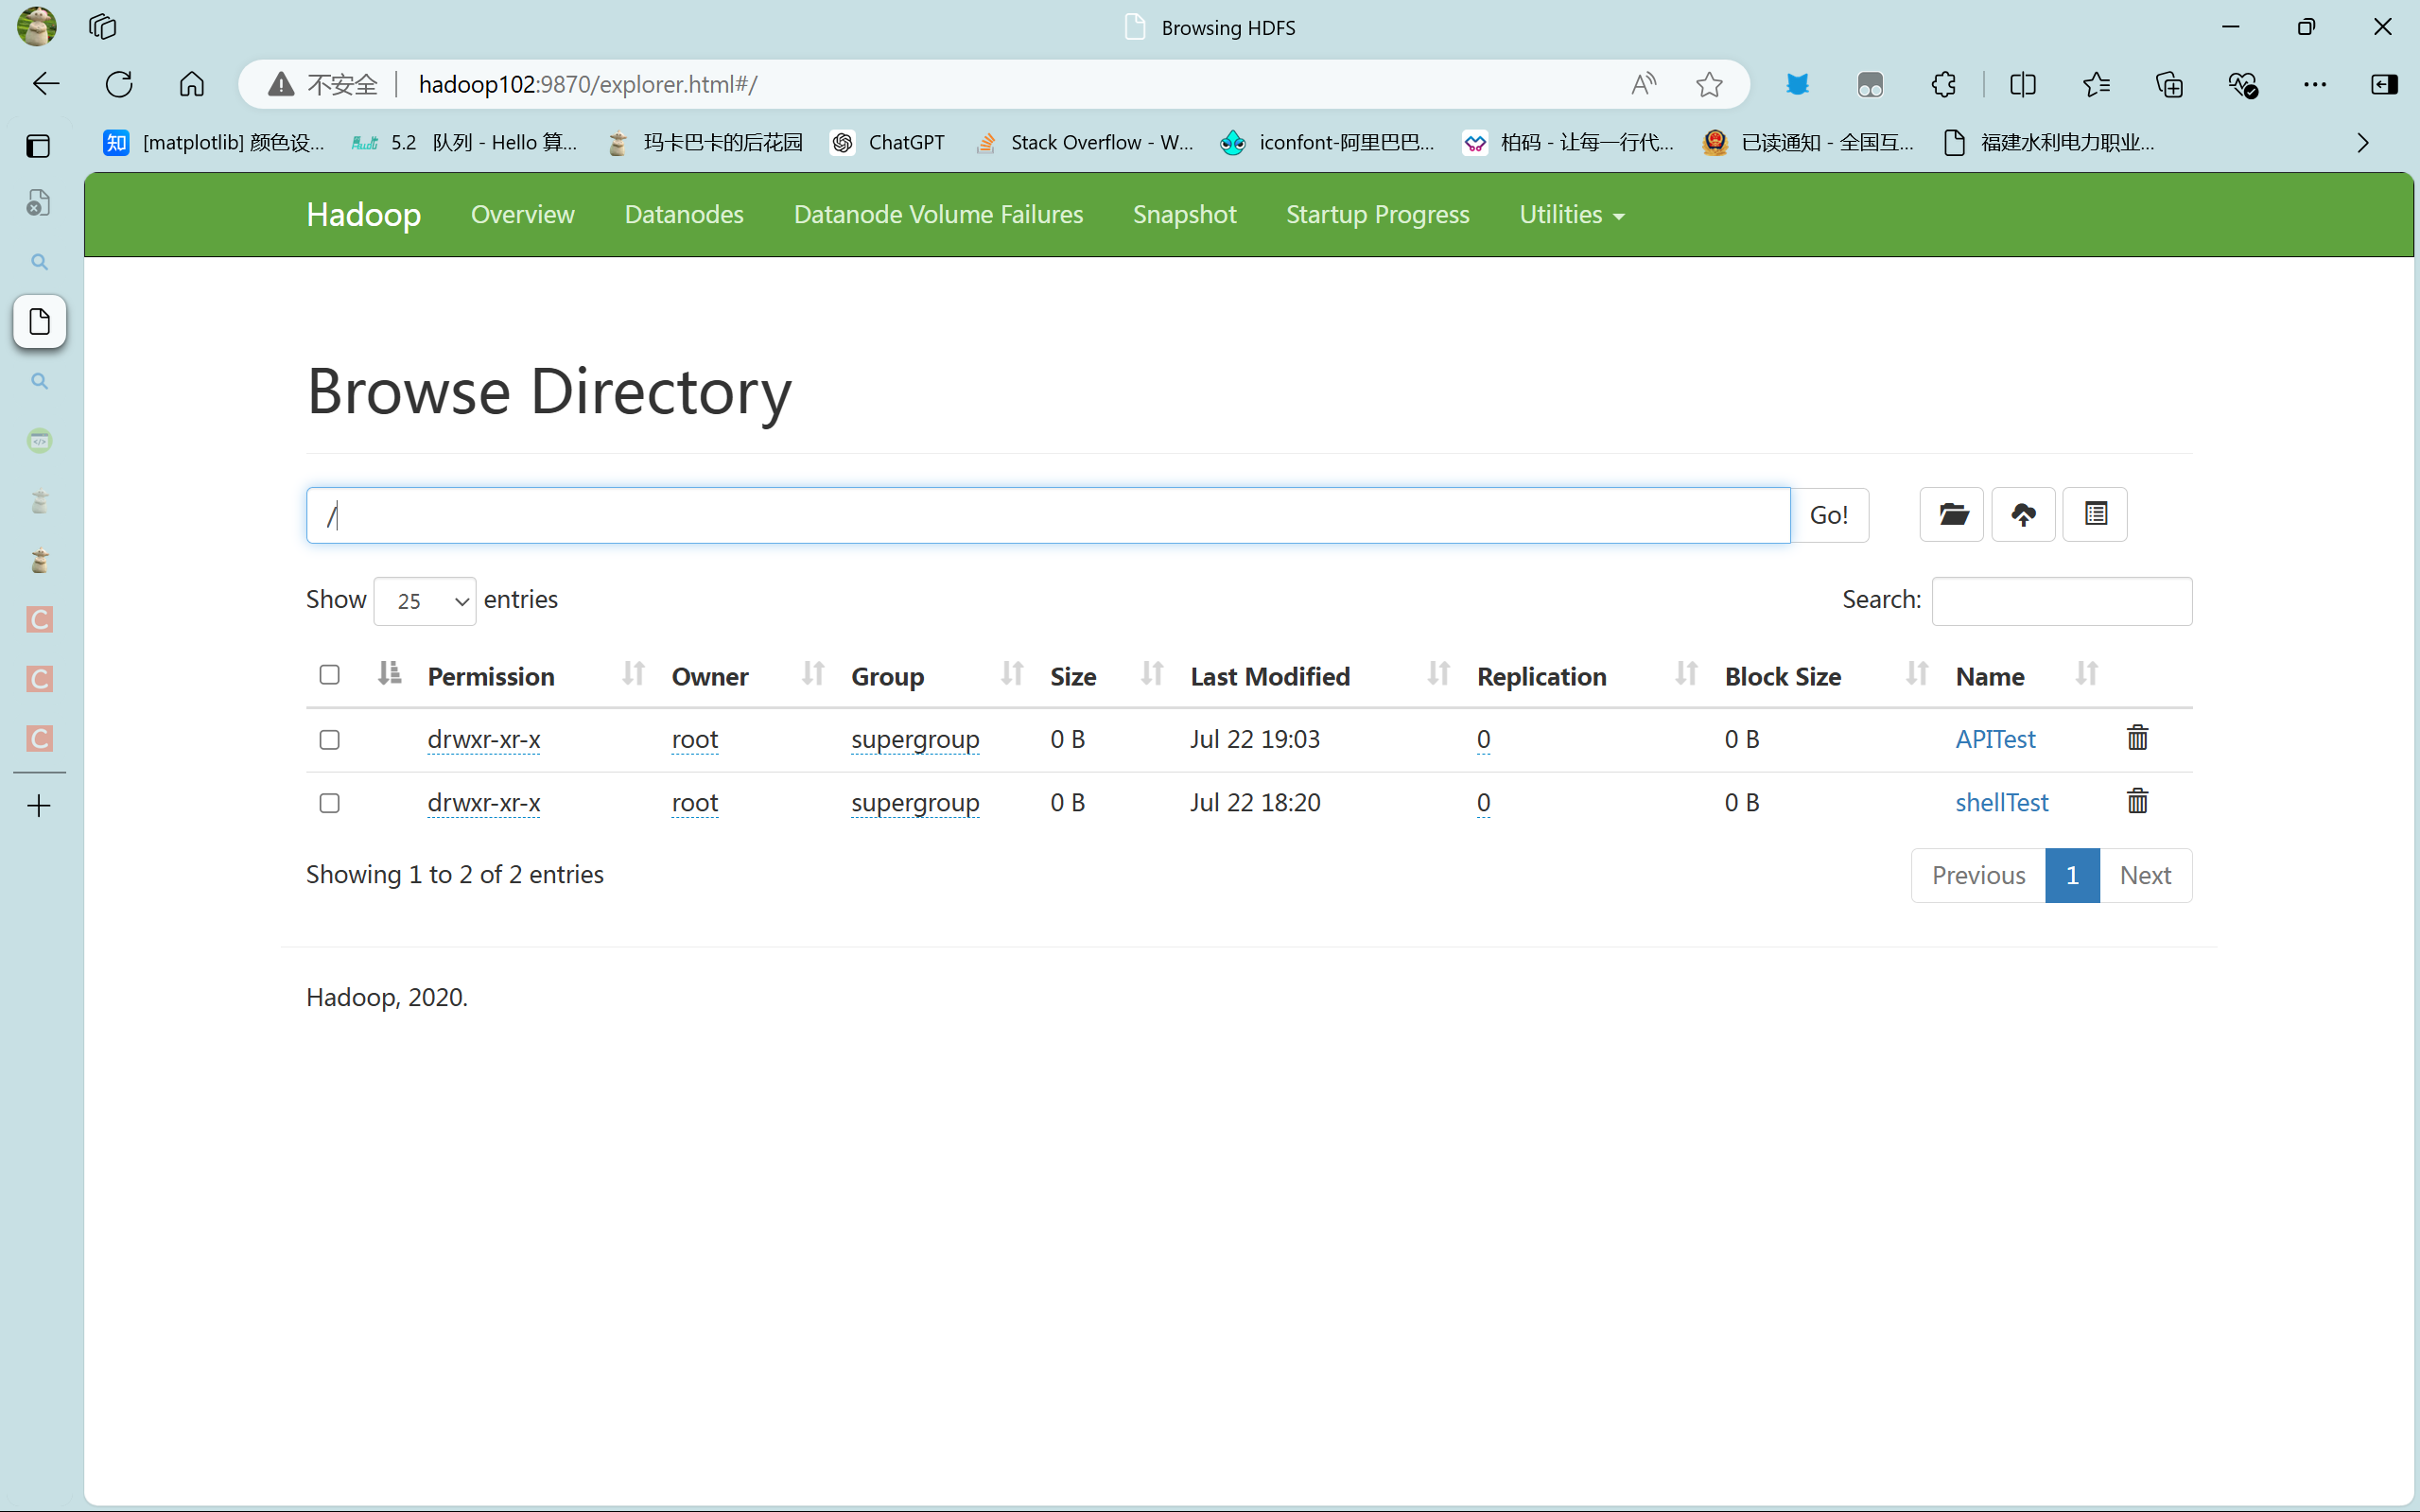 Browsing HDFS
不安全 hadoop102:9870/explorer.html#/
知 [matplotlib] 颜色设... 5.2 队列 - Hello 算... 玛卡巴卡的后花园 ChatGPT Stack Overflow - W... iconfont-阿里巴巴... 柏码 - 让每一行代... 已读通知 - 全国互... 福建水利电力职业...
Hadoop Overview Datanodes Datanode Volume Failures Snapshot Startup Progress Utilities
Browse Directory
/ Go!
Show 25 entries Search:
Permission Owner Group Size Last Modified Replication Block Size Name
drwxr-xr-x root supergroup 0 B Jul 22 19:03 0 0 B APITest
drwxr-xr-x root supergroup 0 B Jul 22 18:20 0 0 B shellTest
Showing 1 to 2 of 2 entries Previous 1 Next
Hadoop, 2020.
C
C
C